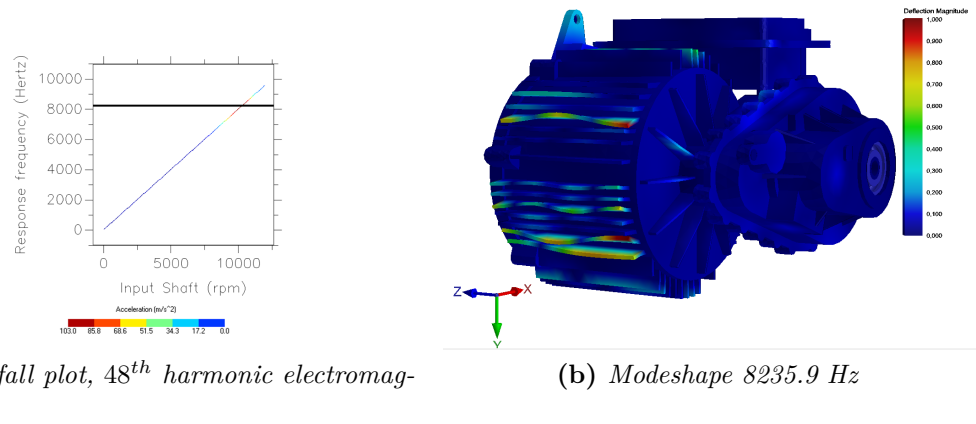 Response frequency (Hertz)
10000
8000
6000
4000
2000
0
0 5000 10000
Input Shaft (rpm)
Acceleration (m/s^2)
103.0 85.8 68.6 51.5 34.3 17.2 0.0
fall plot, 48th harmonic electromag-
Deflection Magnitude
1,000
0,900
0,800
0,700
0,600
0,500
0,400
0,300
0,200
0,100
0,000
Z X
Y
(b) Modeshape 8235.9 Hz